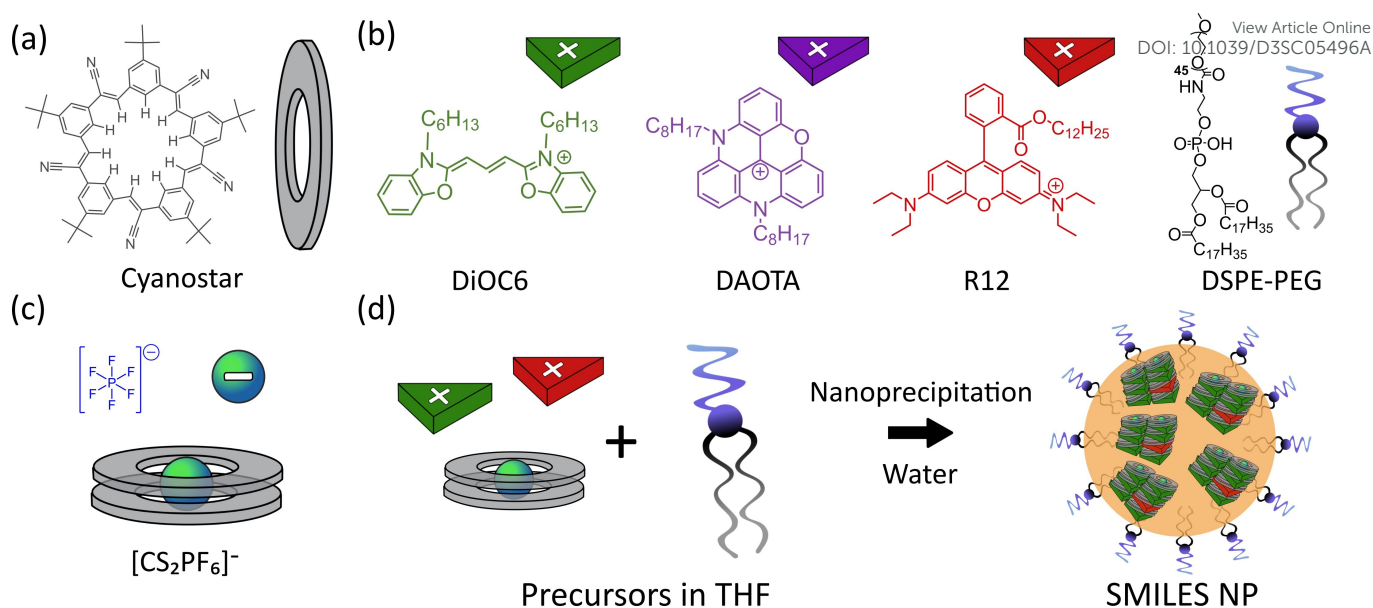 (a)
N
N
H
H
H
H
H
H
H
H
H
H
N
N
N
Cyanostar
(b)
C6H13
C6H13
N
N
+
O
O
DiOC6
C8H17
N
O
+
N
C8H17
DAOTA
O
O
C12H25
N
O
N
+
R12
View Article Online
DOI: 10.1039/D3SC05496A
O
O
45
O
HN
O
O=P-OH
O
O
O
O
C17H35
C17H35
DSPE-PEG
(c)
F
F
F
P
F
F
F
[CS₂PF₆]⁻
(d)
+
Precursors in THF
Nanoprecipitation
Water
SMILES NP